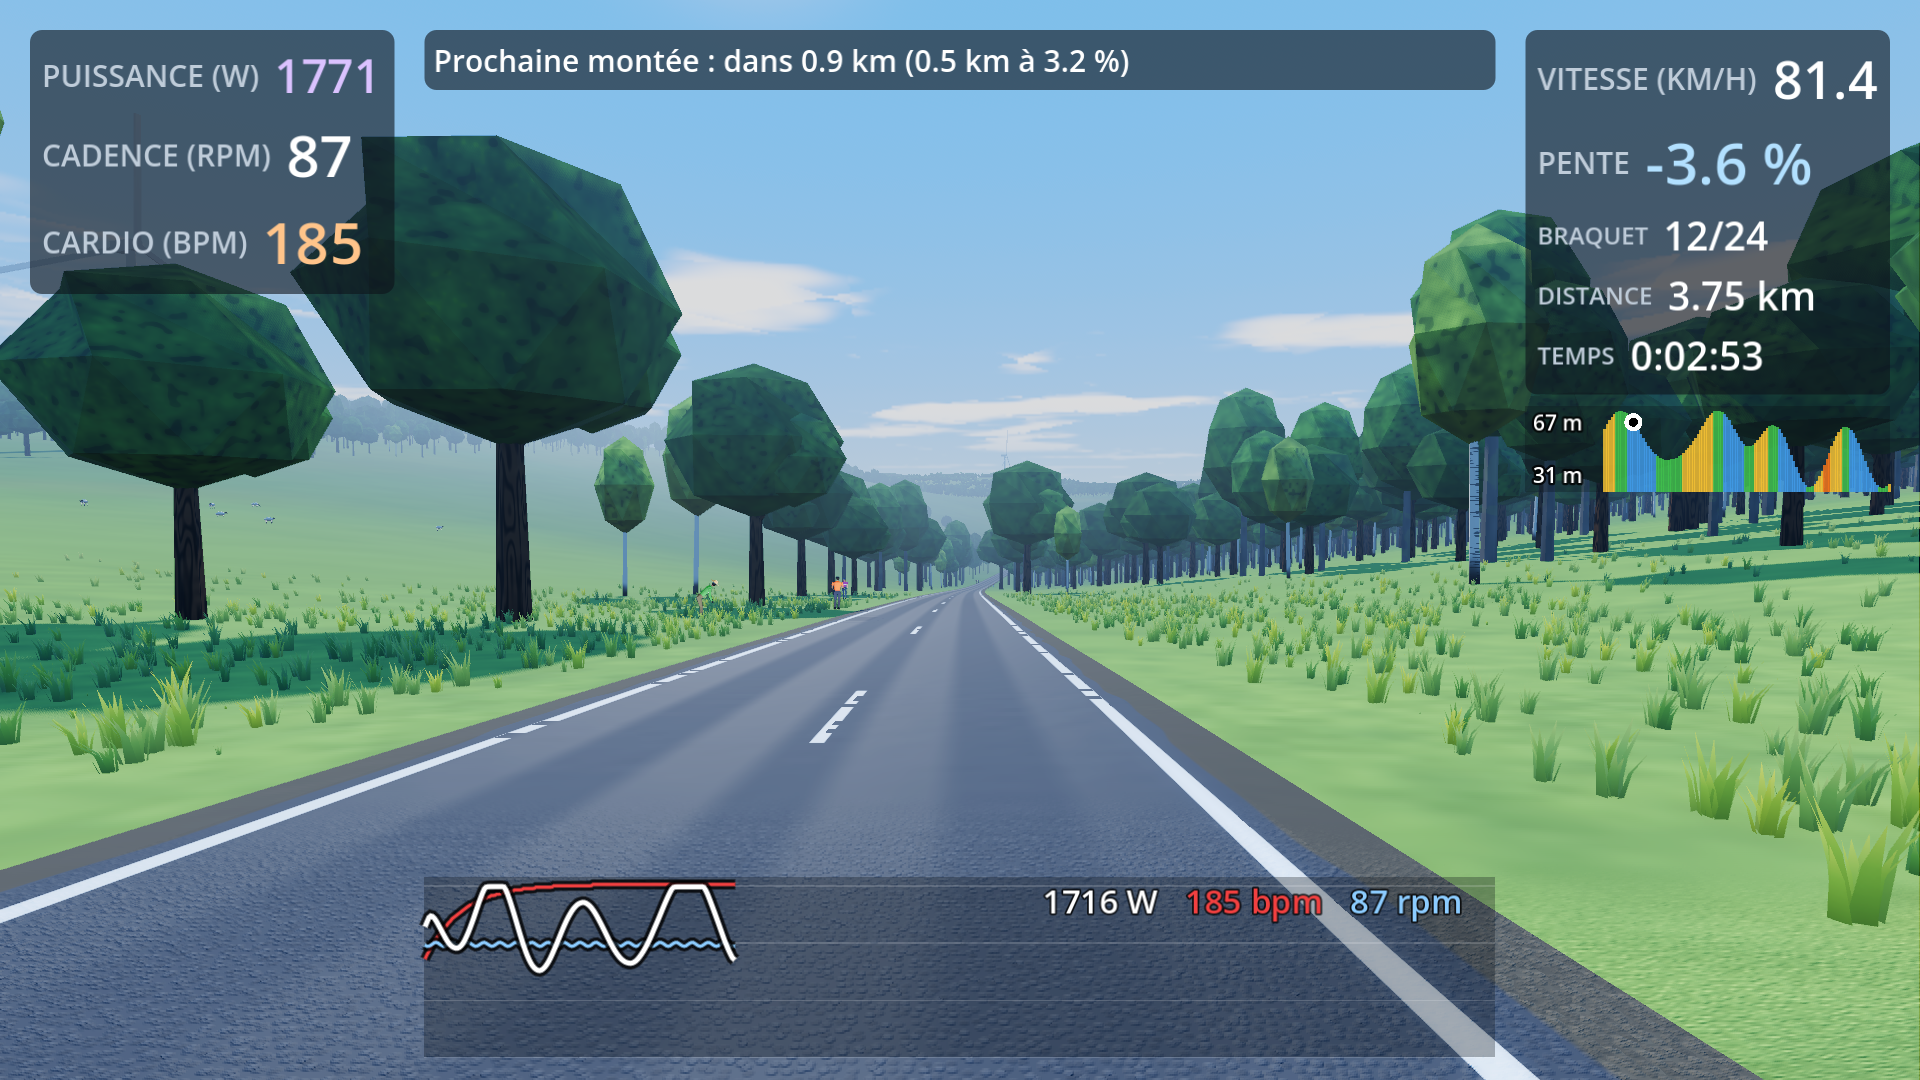 PUISSANCE (W) 1771
CADENCE (RPM) 87
CARDIO (BPM) 185
Prochaine montée : dans 0.9 km (0.5 km à 3.2 %)
VITESSE (KM/H) 81.4
PENTE -3.6 %
BRAQUET 12/24
DISTANCE 3.75 km
TEMPS 0:02:53
67 m
31 m
1716 W 185 bpm 87 rpm